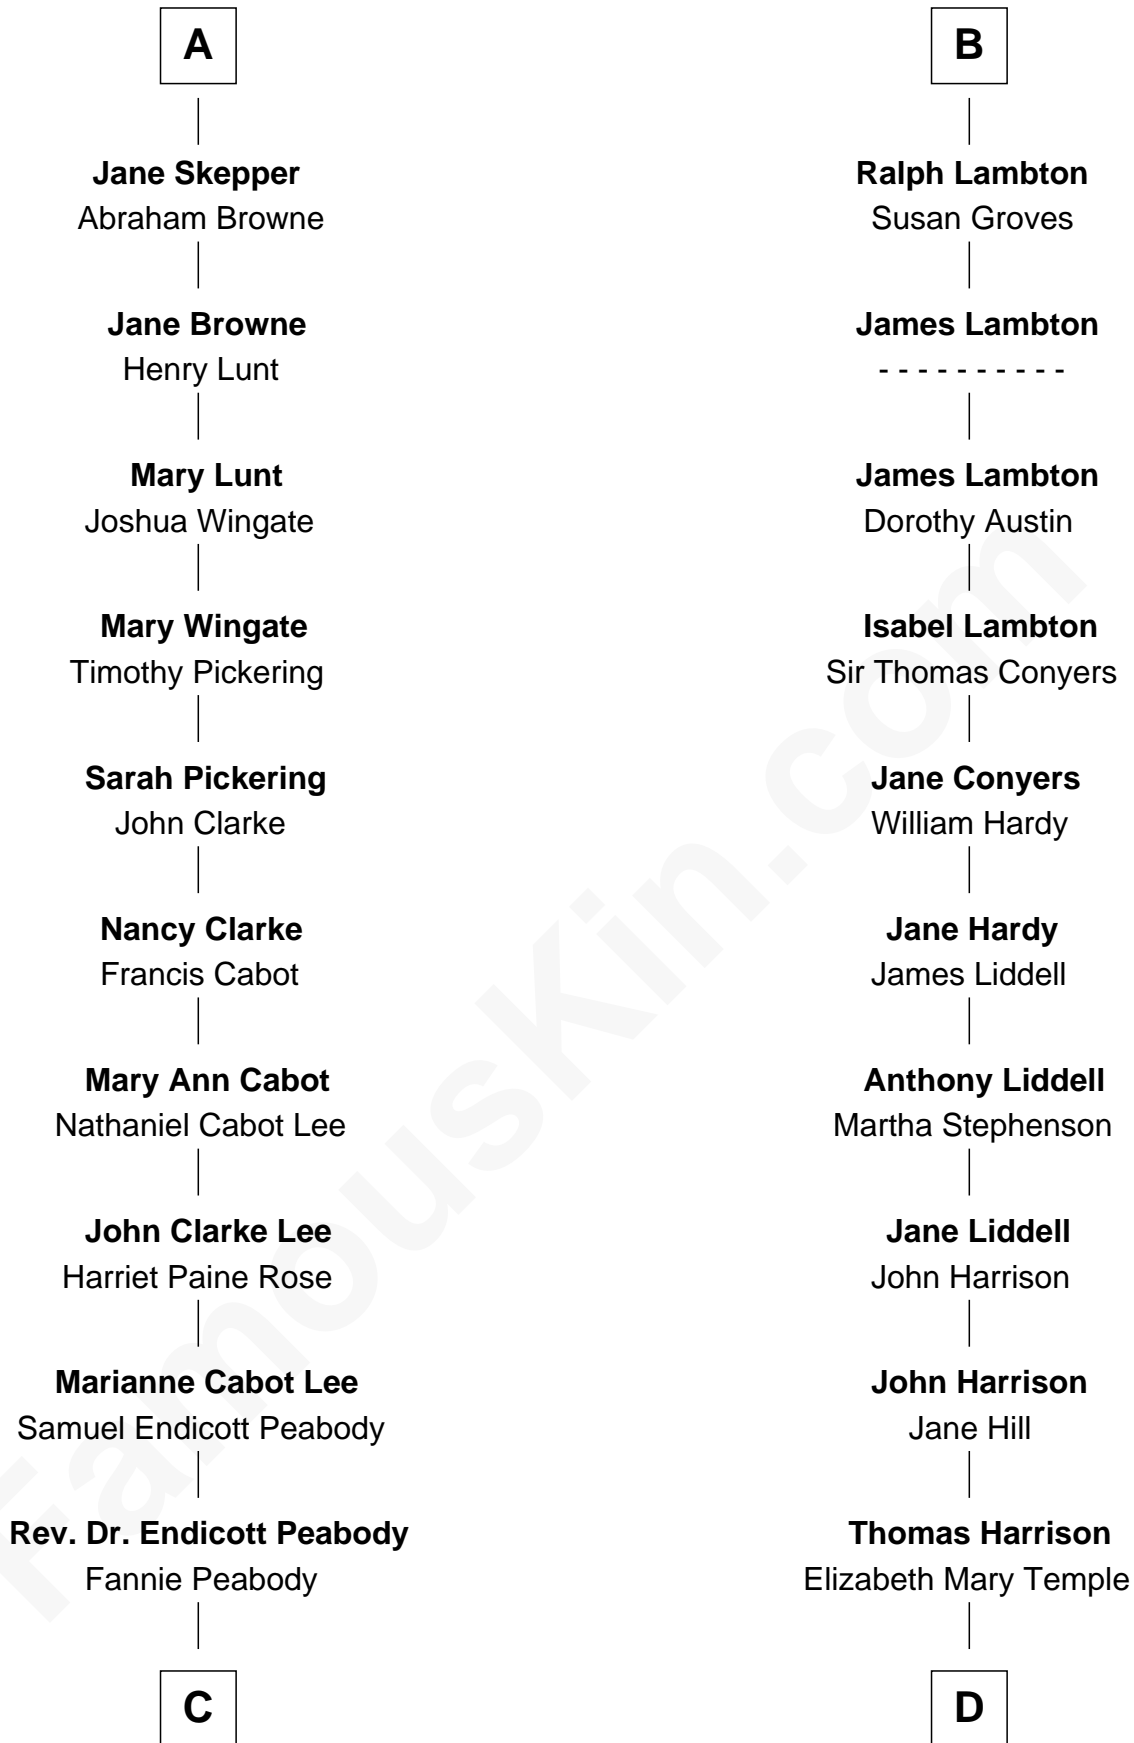 A
Jane Skepper
Abraham Browne
Jane Browne
Henry Lunt
Mary Lunt
Joshua Wingate
Mary Wingate
Timothy Pickering
Sarah Pickering
John Clarke
Nancy Clarke
Francis Cabot
Mary Ann Cabot
Nathaniel Cabot Lee
John Clarke Lee
Harriet Paine Rose
Marianne Cabot Lee
Samuel Endicott Peabody
Rev. Dr. Endicott Peabody
Fannie Peabody
C
B
Ralph Lambton
Susan Groves
James Lambton
- - - - - - - - - -
James Lambton
Dorothy Austin
Isabel Lambton
Sir Thomas Conyers
Jane Conyers
William Hardy
Jane Hardy
James Liddell
Anthony Liddell
Martha Stephenson
Jane Liddell
John Harrison
John Harrison
Jane Hill
Thomas Harrison
Elizabeth Mary Temple
D
FamousKin.com